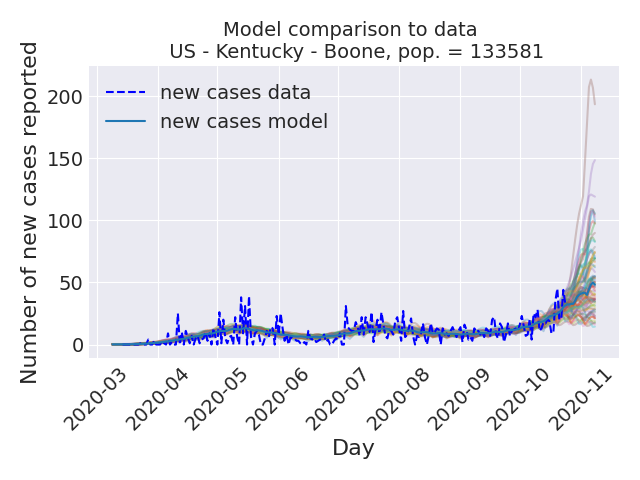 Model comparison to data
US - Kentucky - Boone, pop. = 133581
Number of new cases reported
200
150
100
50
0
new cases data
new cases model
2020-03
2020-04
2020-05
2020-06
2020-07
2020-08
2020-09
2020-10
2020-11
Day